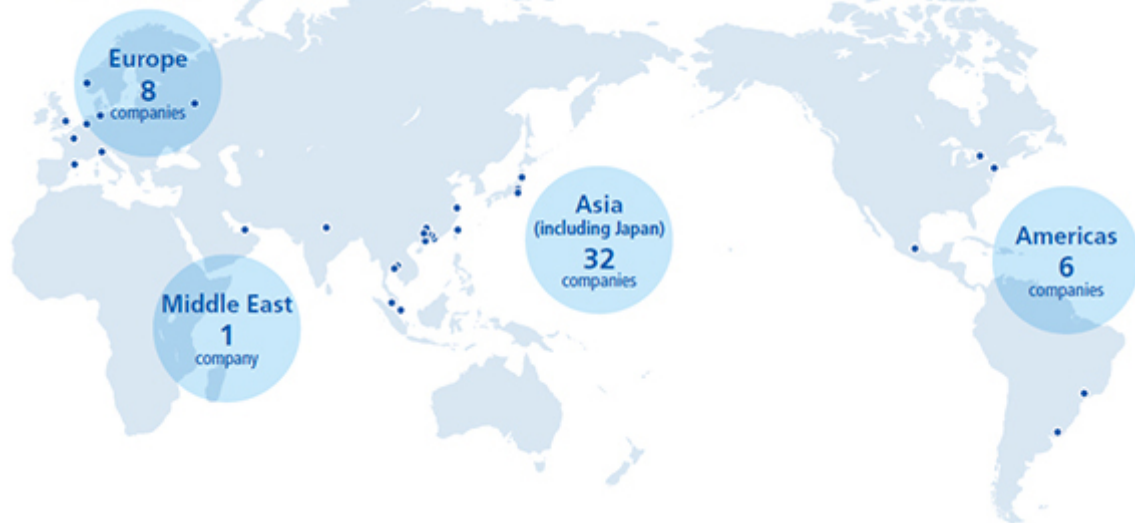 Europe
8
companies
Asia
(including Japan)
32
companies
Americas
6
companies
Middle East
1
company